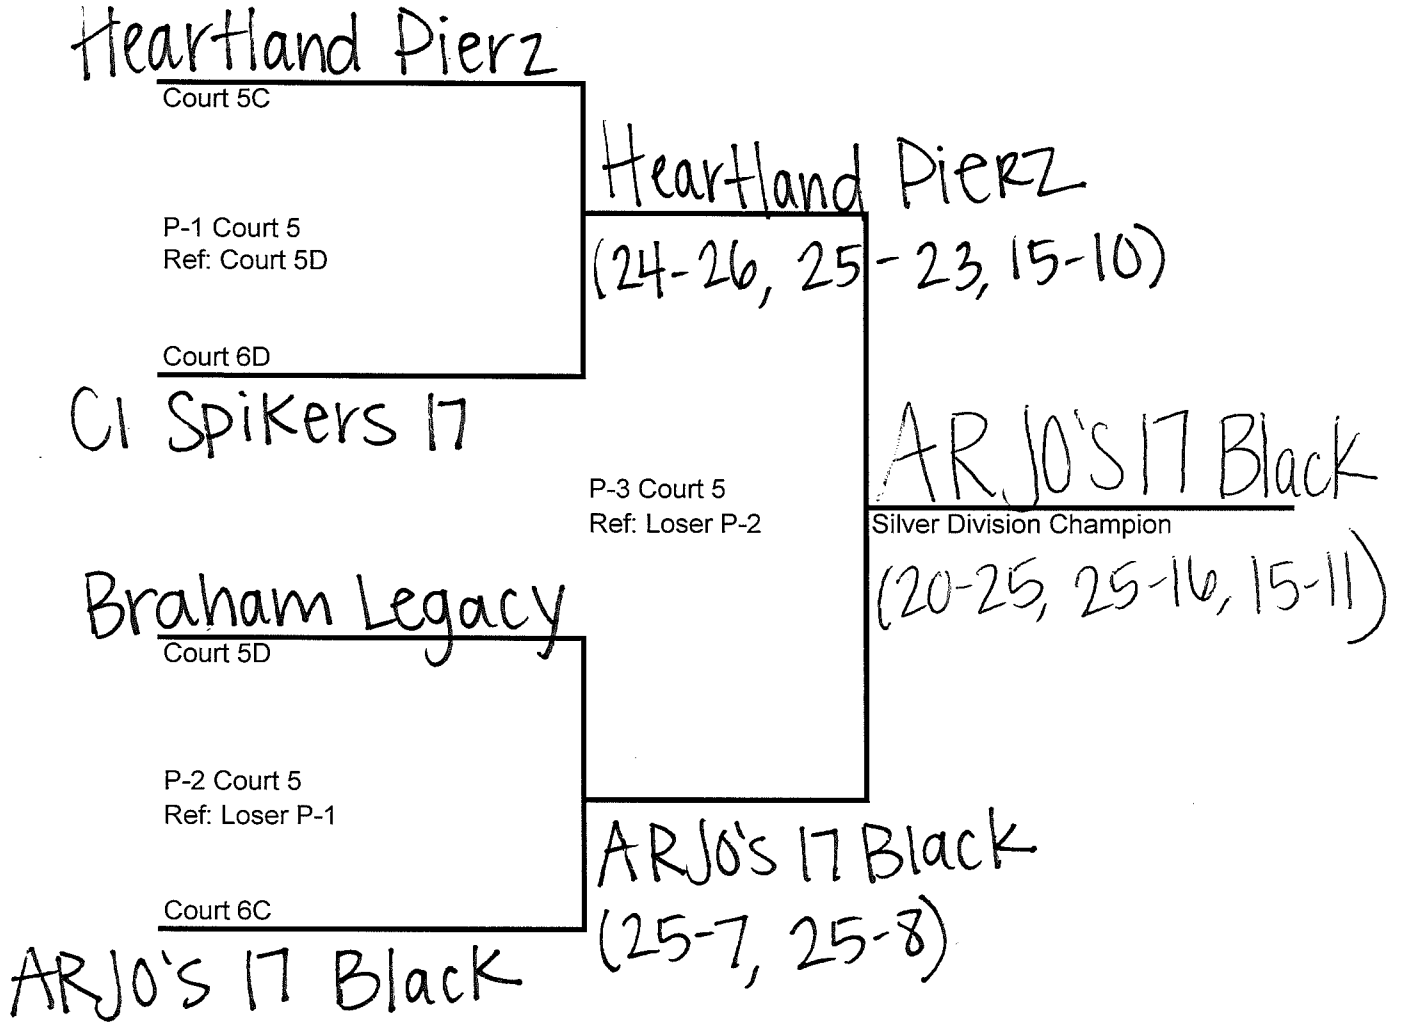 Heartland Pierz
Court 5C
P-1 Court 5
Ref: Court 5D
Court 6D
CI Spikers 17
Heartland Pierz
(24-26, 25-23, 15-10)
P-3 Court 5
Ref: Loser P-2
ARJO'S 17 Black
Silver Division Champion
(20-25, 25-16, 15-11)
Braham Legacy
Court 5D
P-2 Court 5
Ref: Loser P-1
Court 6C
ARJO'S 17 Black
ARJO'S 17 Black
(25-7, 25-8)